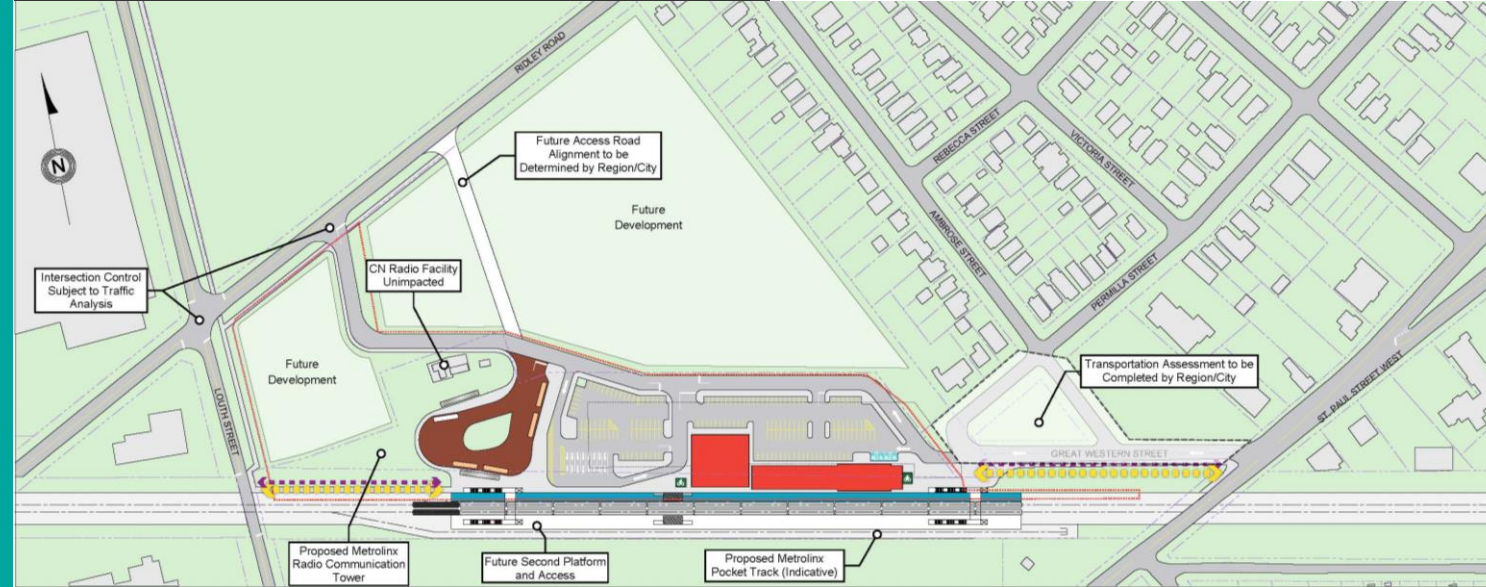 RIDLEY ROAD
Future Access Road
Alignment to be
Determined by Region/City
REBECCA STREET
VICTORIA STREET
Future
Development
AMBROSE STREET
N
Intersection Control
Subject to Traffic
Analysis
CN Radio Facility
Unimpacted
PERMILLA STREET
Future
Development
Transportation Assessment to be
Completed by Region/City
LOUTH STREET
ST. PAUL STREET WEST
GREAT WESTERN STREET
Proposed Metrolinx
Radio Communication
Tower
Future Second Platform
and Access
Proposed Metrolinx
Pocket Track (Indicative)